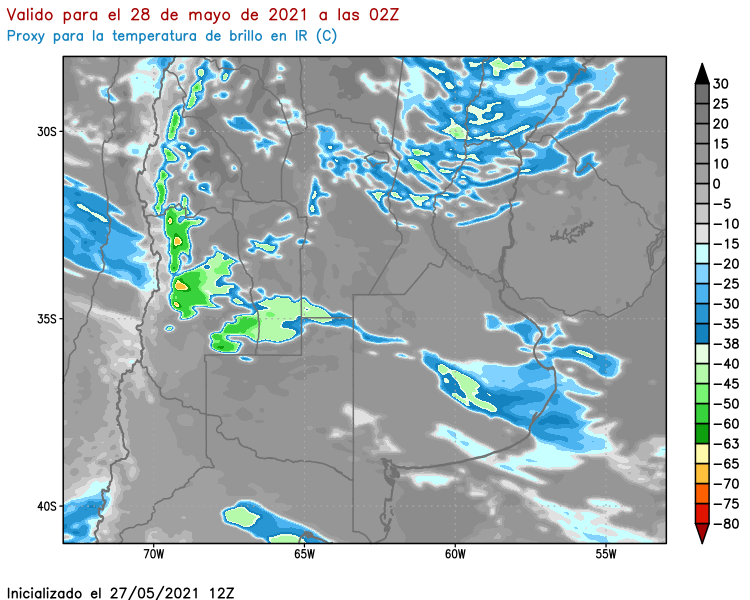 Valido para el 28 de mayo de 2021 a las 02Z
Proxy para la temperatura de brillo en IR (C)
30S
35S
40S
70W
65W
60W
55W
30
25
20
15
10
0
−5
−10
−15
−20
−25
−30
−35
−38
−40
−45
−50
−60
−63
−65
−70
−75
−80
Inicializado el 27/05/2021 12Z